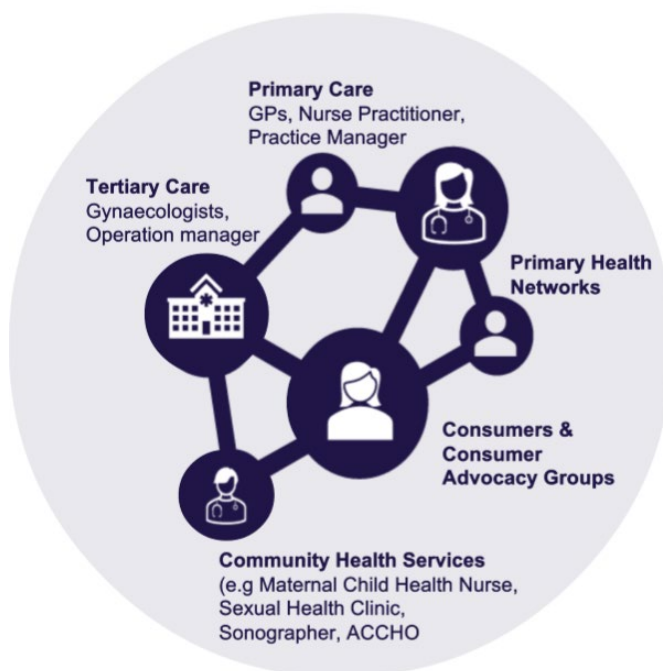 Primary Care
GPs, Nurse Practitioner,
Practice Manager
Tertiary Care
Gynaecologists,
Operation manager
Primary Health
Networks
Consumers &
Consumer
Advocacy Groups
Community Health Services
(e.g Maternal Child Health Nurse,
Sexual Health Clinic,
Sonographer, ACCHO